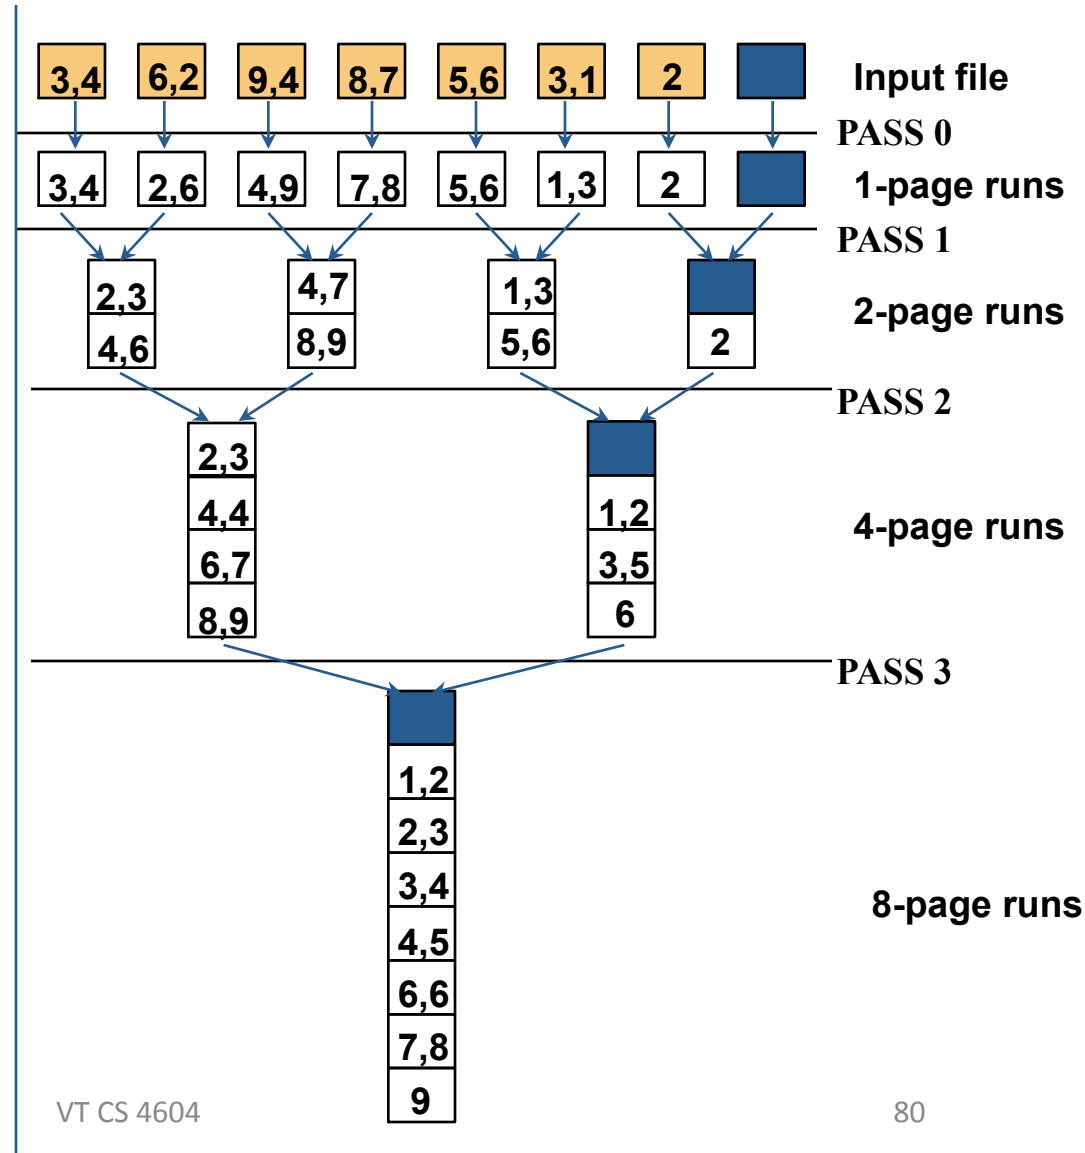 3,4 6,2 9,4 8,7 5,6 3,1 2 Input file
PASS 0
3,4 2,6 4,9 7,8 5,6 1,3 2 1-page runs
PASS 1
2,3 4,7 1,3
2-page runs
4,6 8,9 5,6 2
PASS 2
2,3
4,4 1,2
4-page runs
6,7 3,5
8,9 6
PASS 3
1,2
2,3
3,4
8-page runs
4,5
6,6
7,8
9
VT CS 4604 80